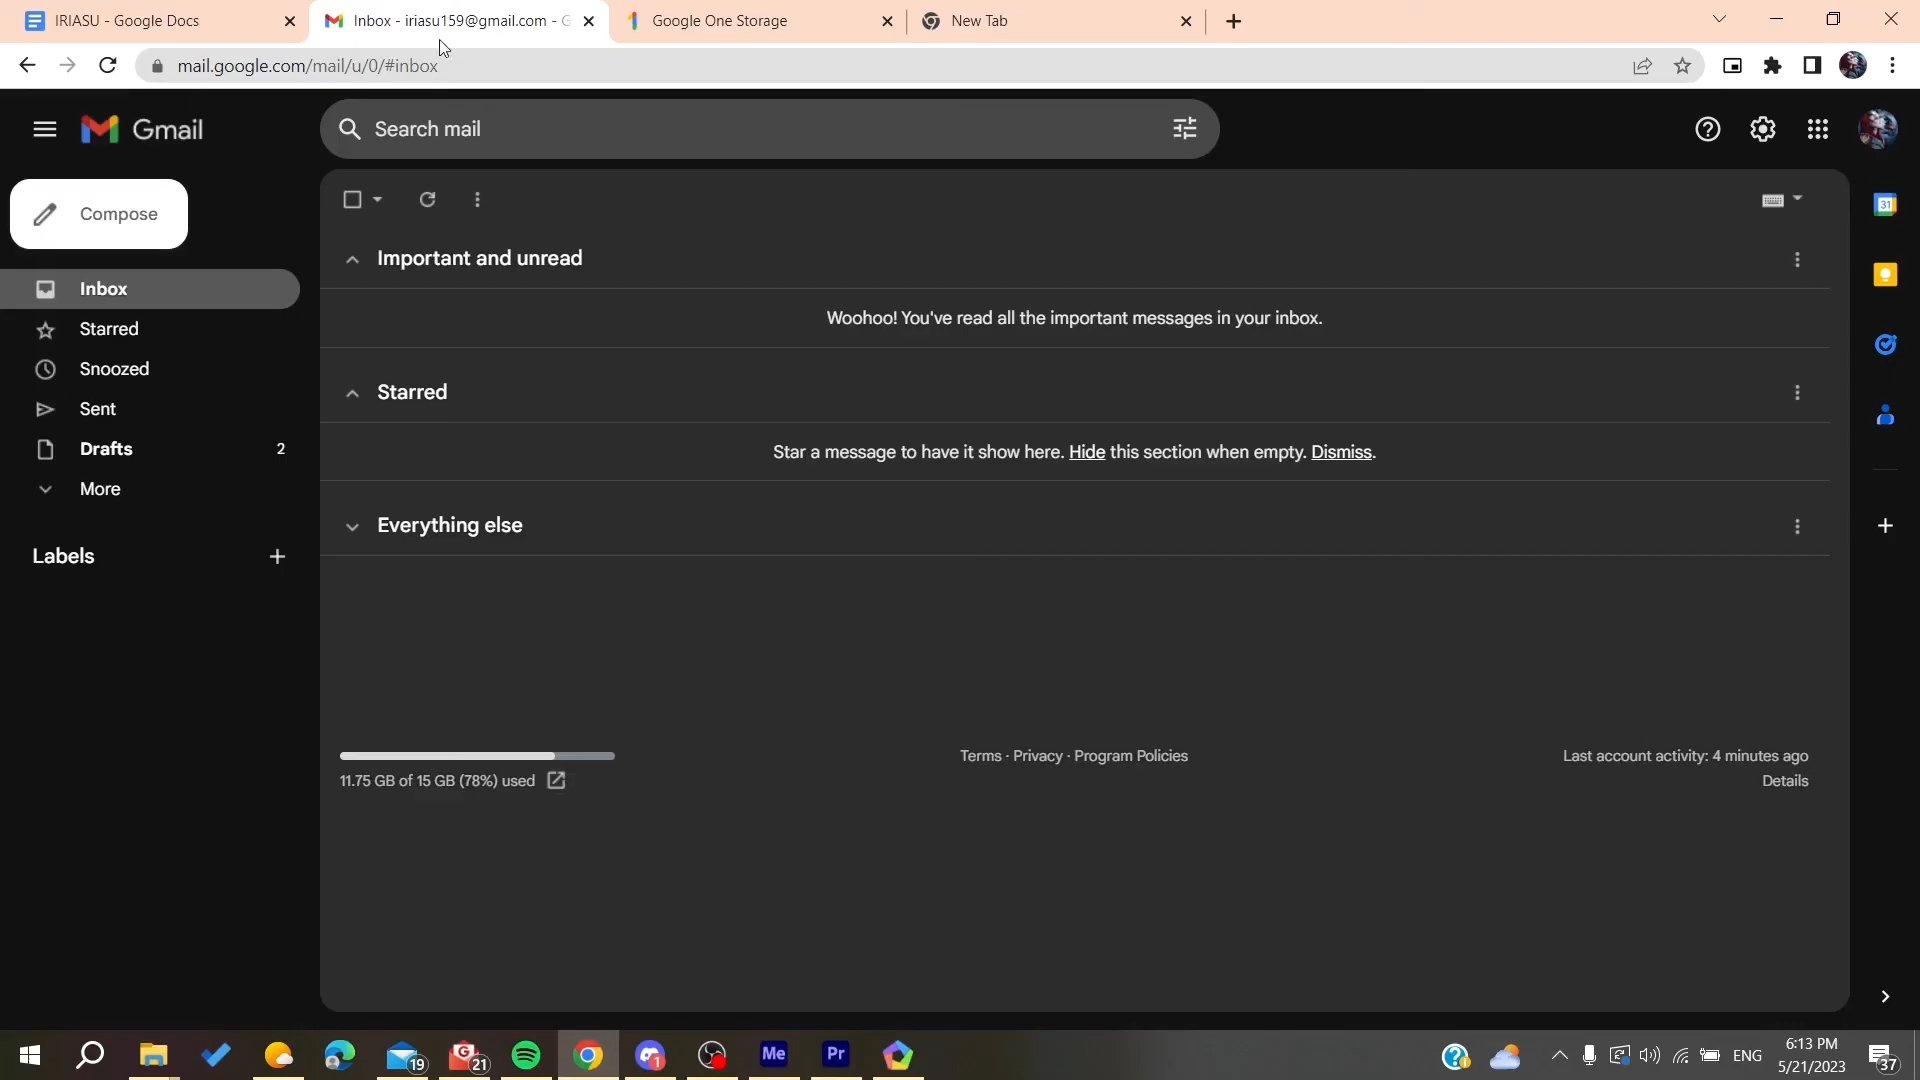 IRIASU - Google Docs
Inbox - iriasu159@gmail.com - G
Google One Storage
New Tab
mail.google.com/mail/u/0/#inbox
Gmail
Search mail
Compose
Inbox
Starred
Snoozed
Sent
Drafts 2
More
Labels
Important and unread
Woohoo! You've read all the important messages in your inbox.
Starred
Star a message to have it show here. Hide this section when empty. Dismiss.
Everything else
11.75 GB of 15 GB (78%) used
Terms · Privacy · Program Policies
Last account activity: 4 minutes ago
Details
31
19
21
1
Me
Pr
ENG
6:13 PM
5/21/2023
37